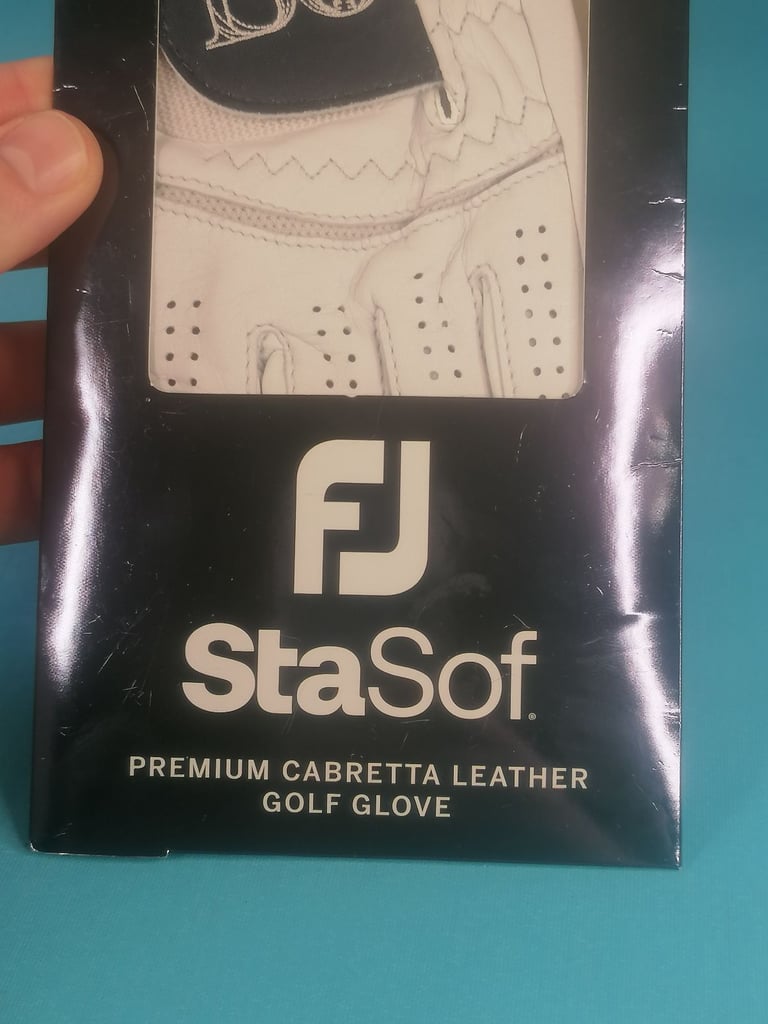 FJ
StaSof®
PREMIUM CABRETTA LEATHER
GOLF GLOVE